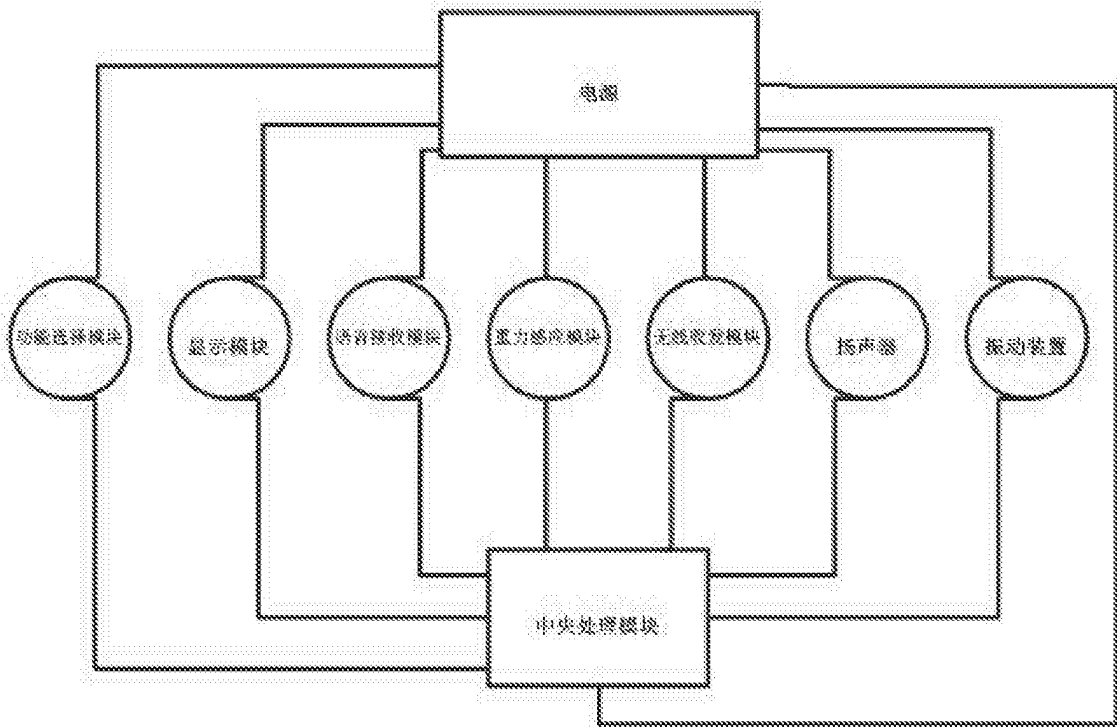 电源
功能选择模块
显示模块
语音接收模块
重力感应模块
无线收发模块
扬声器
振动装置
中央处理模块